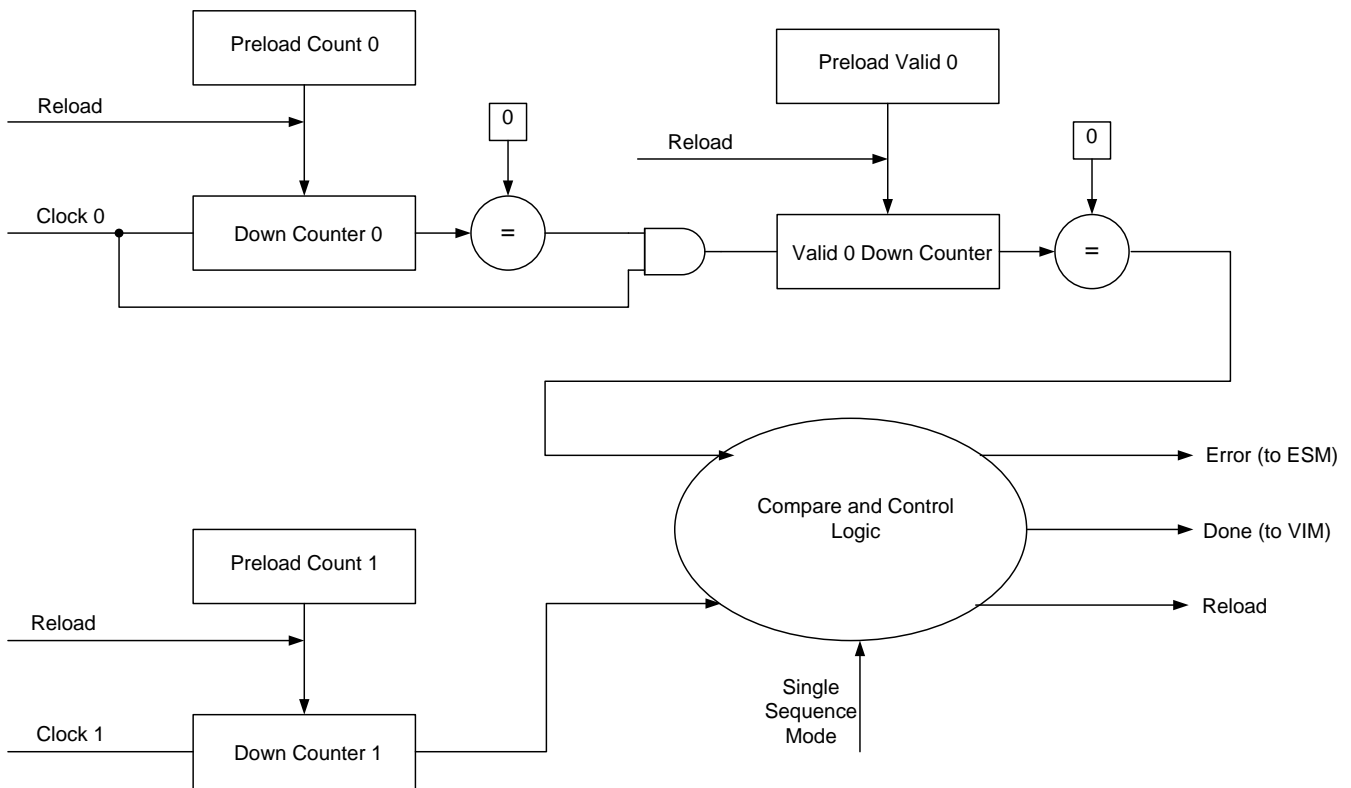 Preload Count 0
Preload Valid 0
Reload
0
0
Reload
Clock 0
Down Counter 0
=
Valid 0 Down Counter
=
Error (to ESM)
Compare and Control
Logic
Done (to VIM)
Preload Count 1
Reload
Reload
Single
Sequence
Mode
Clock 1
Down Counter 1